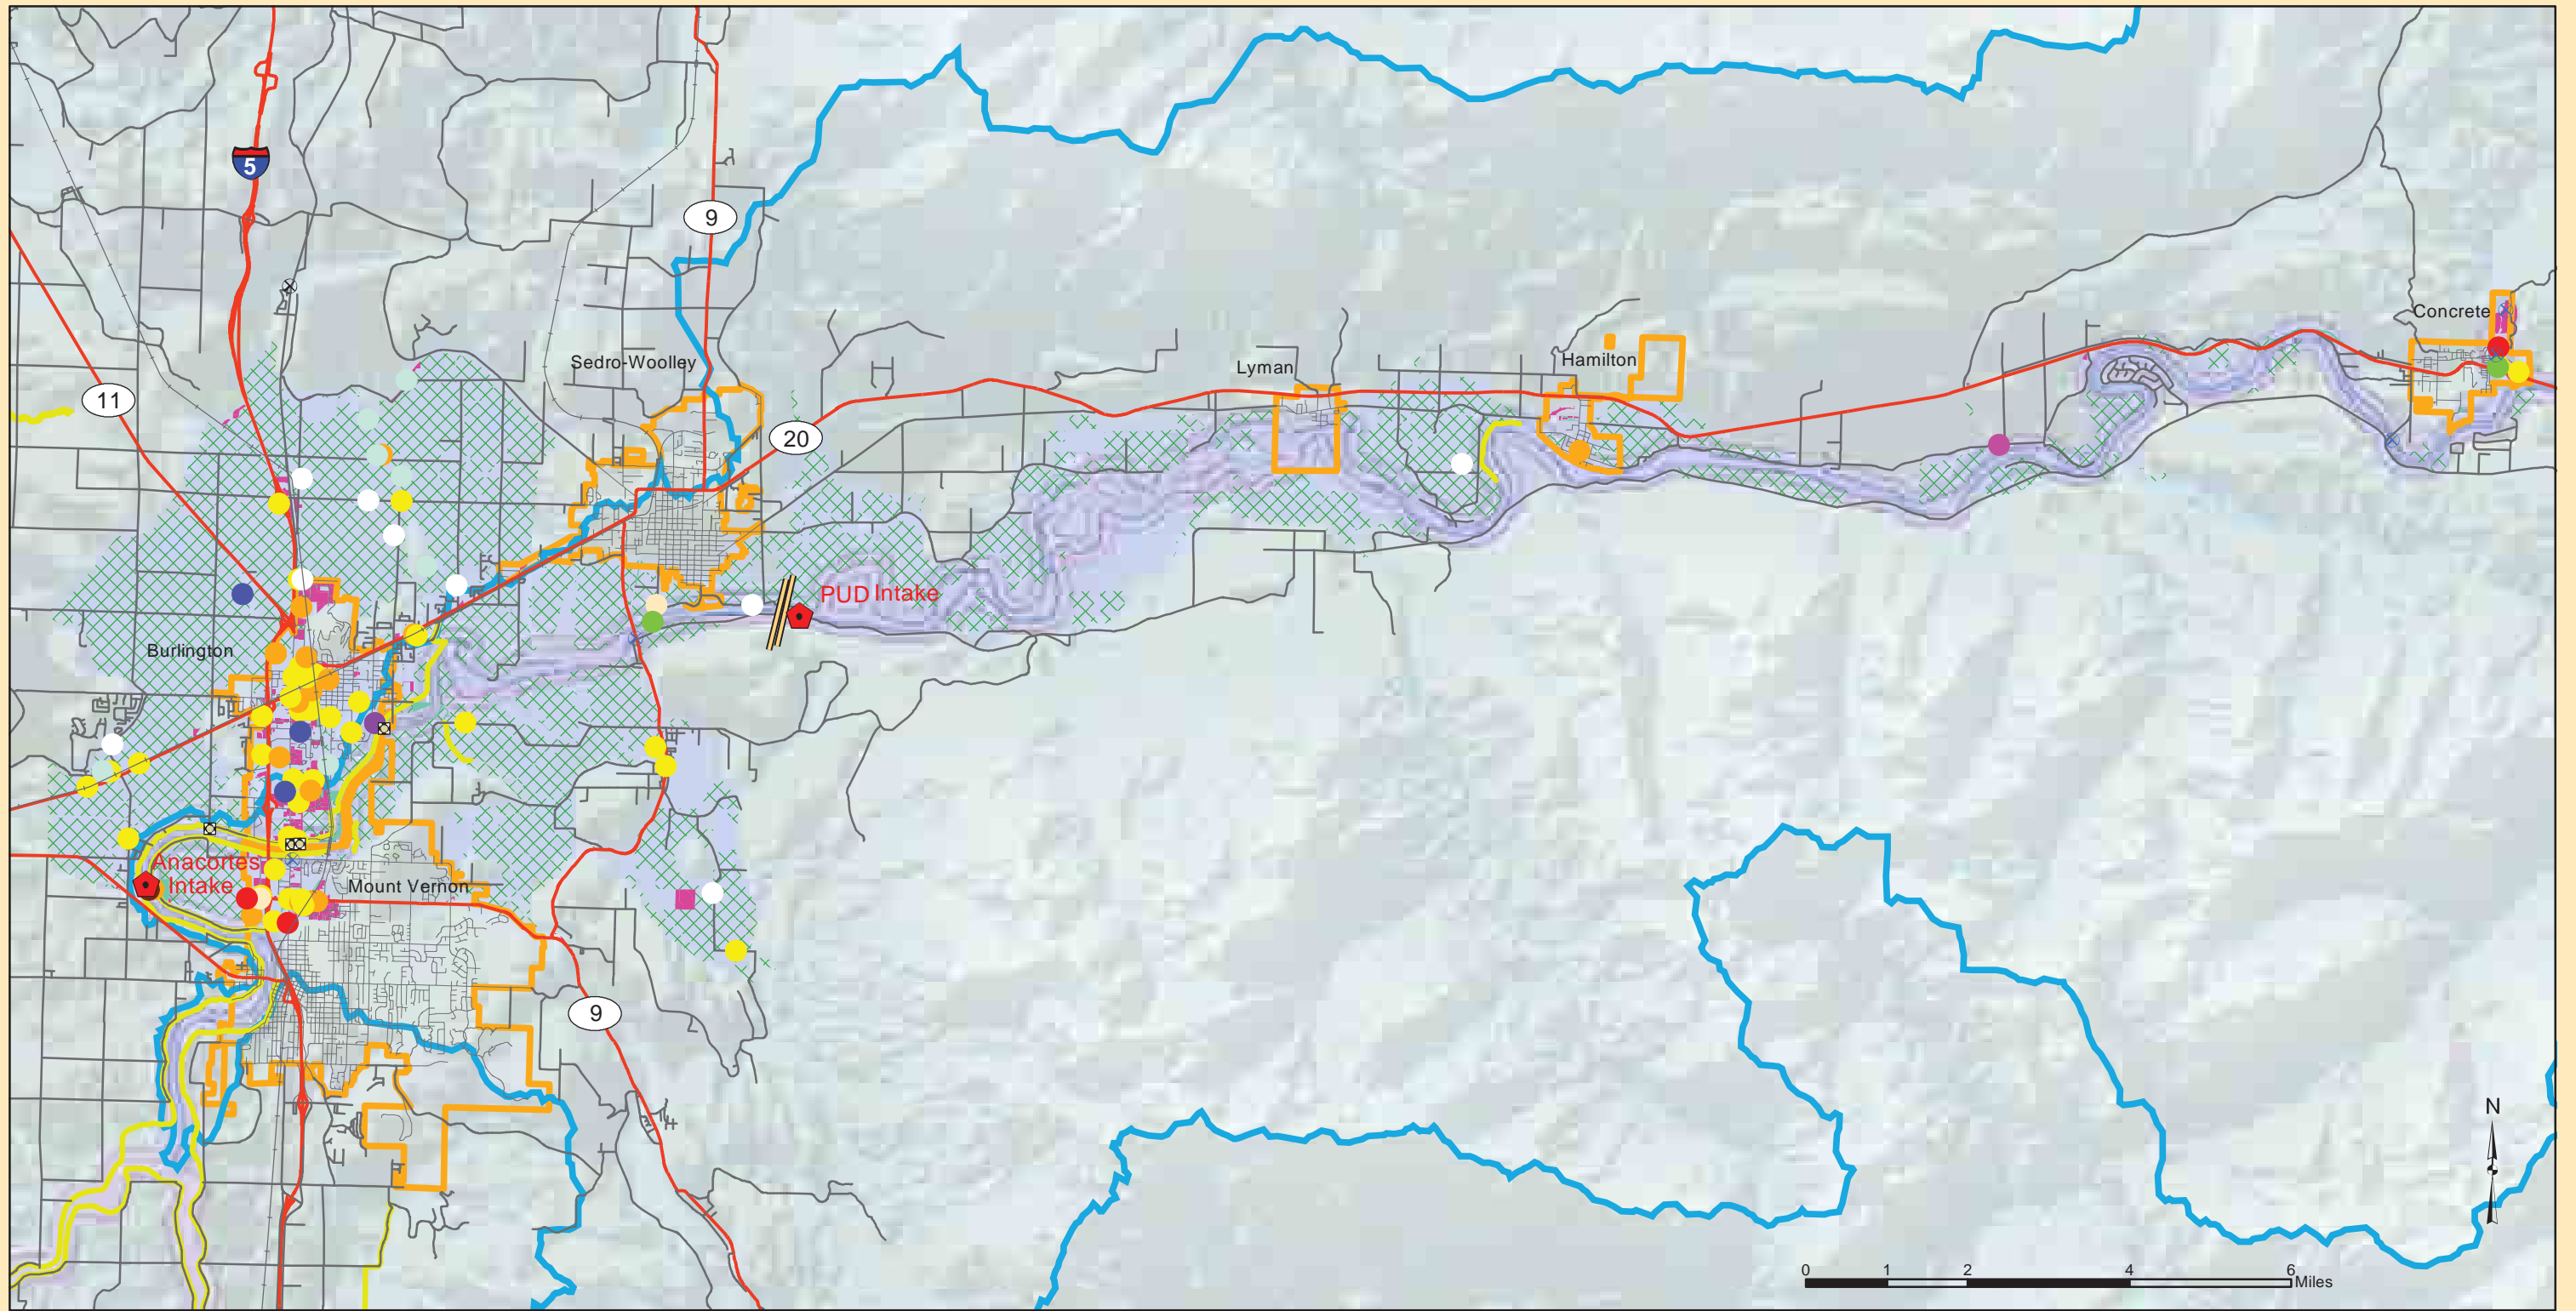 5
9
Concrete
Sedro-Woolley
Hamilton
Lyman
11
20
PUD Intake
Burlington
Anacortes
Intake
Mount Vernon
9
N
0 1 2 4 6
Miles